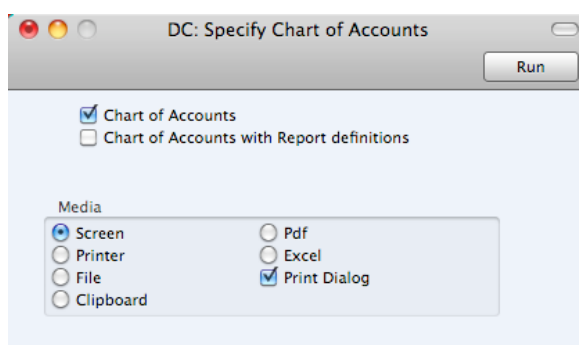 DC: Specify Chart of Accounts
Run
Chart of Accounts
Chart of Accounts with Report definitions
Media
Screen
Pdf
Printer
Excel
File
Print Dialog
Clipboard